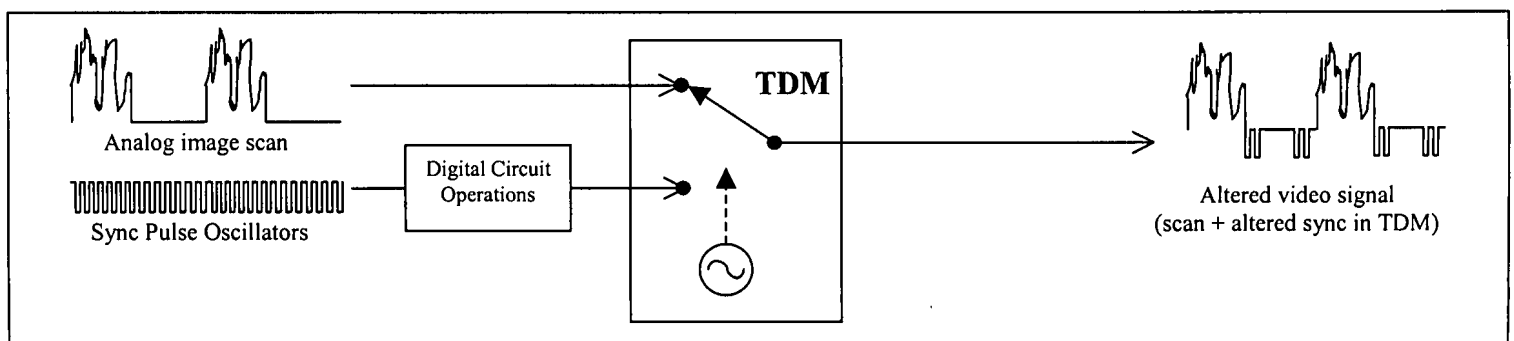 Analog image scan
Sync Pulse Oscillators
Digital Circuit
Operations
TDM
Altered video signal
(scan + altered sync in TDM)